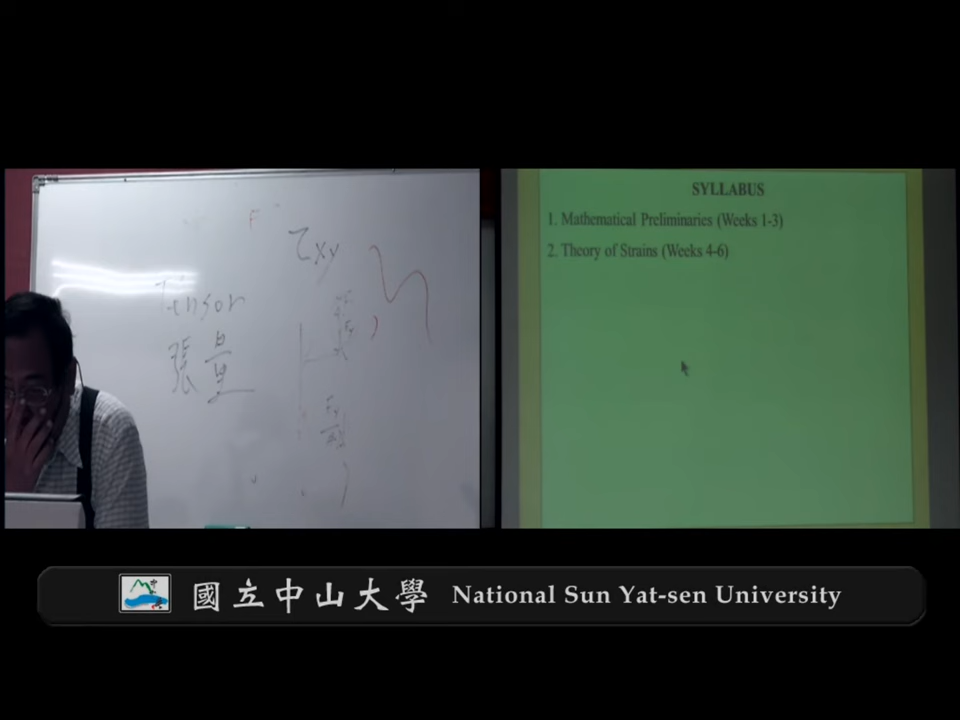 τxy
Tensor
張量
SYLLABUS
1. Mathematical Preliminaries (Weeks 1-3)
2. Theory of Strains (Weeks 4-6)
國立中山大學 National Sun Yat-sen University